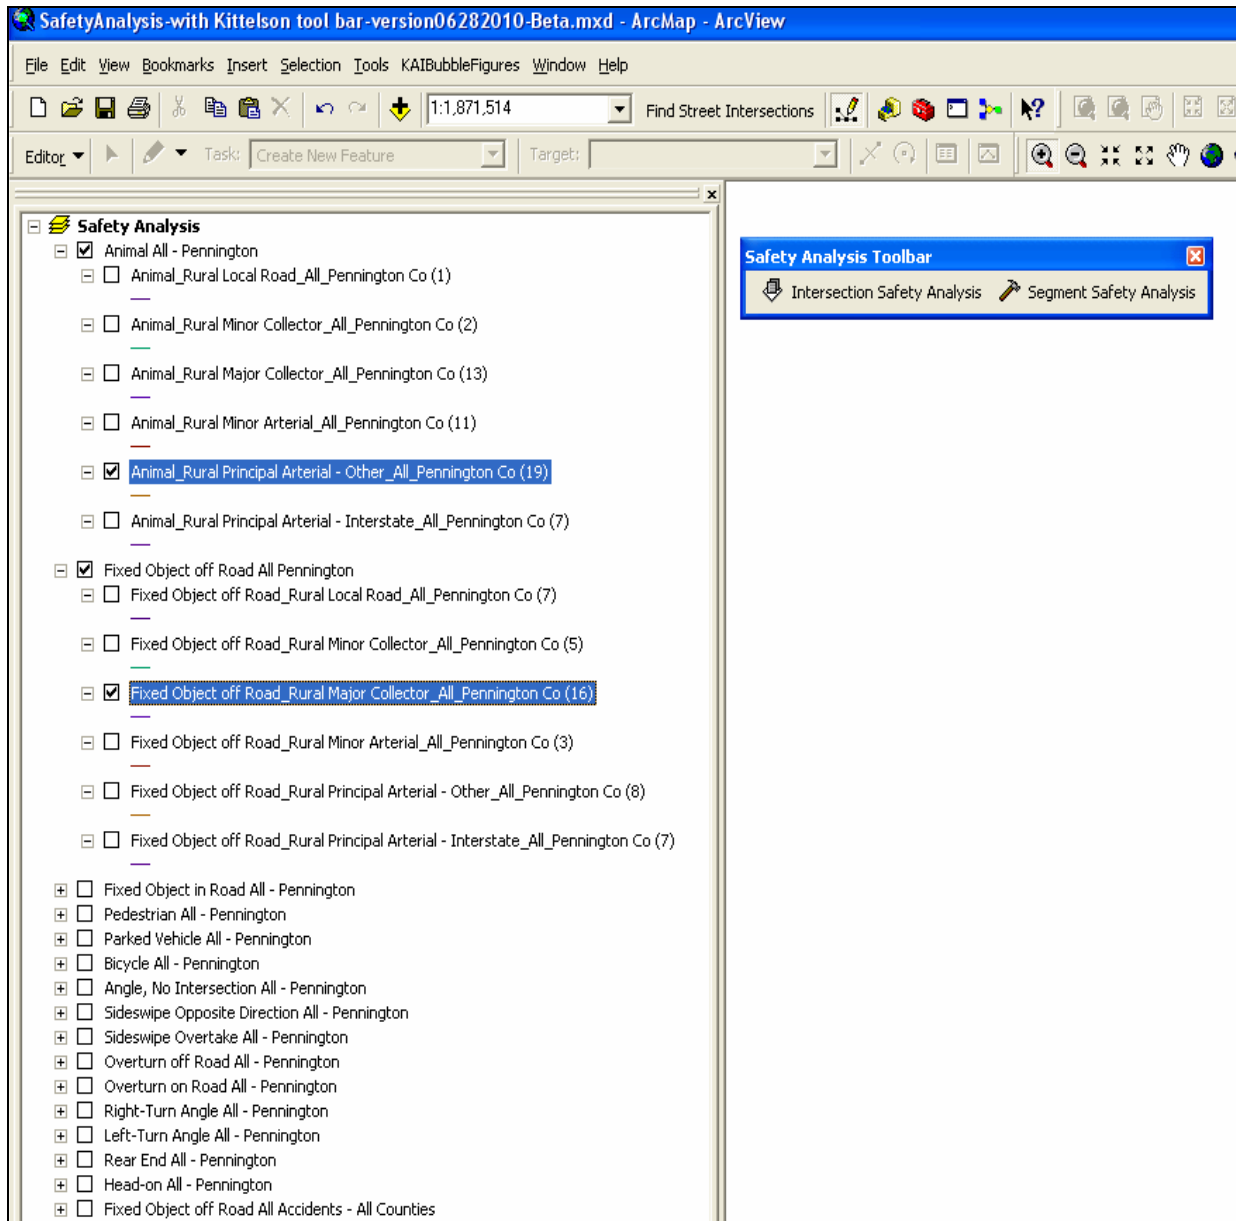 SafetyAnalysis-with Kittelson tool bar-version06282010-Beta.mxd - ArcMap - ArcView
File Edit View Bookmarks Insert Selection Tools KAIBubbleFigures Window Help
1:1,871,514 Find Street Intersections
Editor Task: Create New Feature Target:
Safety Analysis
Animal All - Pennington
Animal_Rural Local Road_All_Pennington Co (1)
Animal_Rural Minor Collector_All_Pennington Co (2)
Animal_Rural Major Collector_All_Pennington Co (13)
Animal_Rural Minor Arterial_All_Pennington Co (11)
Animal_Rural Principal Arterial - Other_All_Pennington Co (19)
Animal_Rural Principal Arterial - Interstate_All_Pennington Co (7)
Fixed Object off Road All Pennington
Fixed Object off Road_Rural Local Road_All_Pennington Co (7)
Fixed Object off Road_Rural Minor Collector_All_Pennington Co (5)
Fixed Object off Road_Rural Major Collector_All_Pennington Co (16)
Fixed Object off Road_Rural Minor Arterial_All_Pennington Co (3)
Fixed Object off Road_Rural Principal Arterial - Other_All_Pennington Co (8)
Fixed Object off Road_Rural Principal Arterial - Interstate_All_Pennington Co (7)
Fixed Object in Road All - Pennington
Pedestrian All - Pennington
Parked Vehicle All - Pennington
Bicycle All - Pennington
Angle, No Intersection All - Pennington
Sideswipe Opposite Direction All - Pennington
Sideswipe Overtake All - Pennington
Overturn off Road All - Pennington
Overturn on Road All - Pennington
Right-Turn Angle All - Pennington
Left-Turn Angle All - Pennington
Rear End All - Pennington
Head-on All - Pennington
Fixed Object off Road All Accidents - All Counties
Safety Analysis Toolbar
Intersection Safety Analysis Segment Safety Analysis